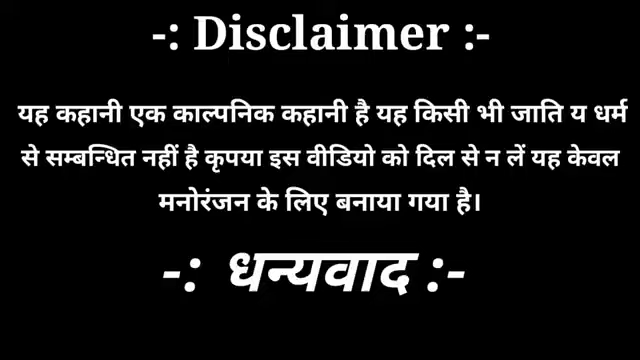 -: Disclaimer :-
यह कहानी एक काल्पनिक कहानी है यह किसी भी जाति य धर्म
से सम्बन्धित नहीं है कृपया इस वीडियो को दिल से न लें यह केवल
मनोरंजन के लिए बनाया गया है।
-: धन्यवाद :-